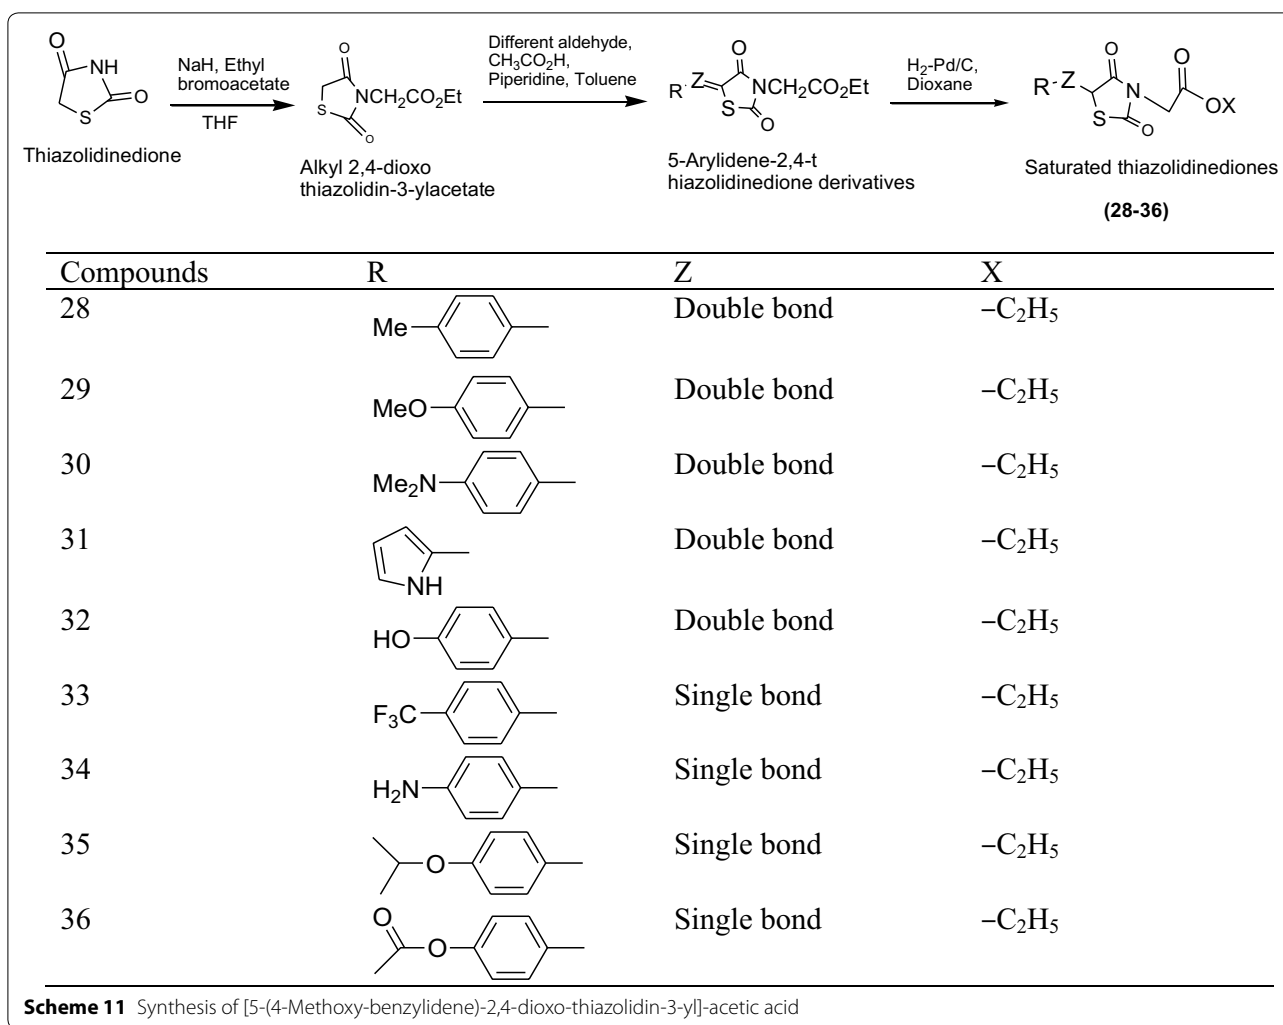 O
NH
O
S
Thiazolidinedione
NaH, Ethyl
bromoacetate
THF
O
N-CH₂CO₂Et
S
O
Alkyl 2,4-dioxo
thiazolidin-3-ylacetate
Different aldehyde,
CH₃CO₂H,
Piperidine, Toluene
R-Z
O
N-CH₂CO₂Et
S
O
5-Arylidene-2,4-t
hiazolidinedione derivatives
H₂-Pd/C,
Dioxane
R-Z
O
O
N
OX
S
O
Saturated thiazolidinediones
(28-36)
Compounds R Z X
28 Me Double bond –C₂H₅
29 MeO Double bond –C₂H₅
30 Me₂N Double bond –C₂H₅
31 NH Double bond –C₂H₅
32 HO Double bond –C₂H₅
33 F₃C Single bond –C₂H₅
34 H₂N Single bond –C₂H₅
35 O Single bond –C₂H₅
36 O O Single bond –C₂H₅
Scheme 11 Synthesis of [5-(4-Methoxy-benzylidene)-2,4-dioxo-thiazolidin-3-yl]-acetic acid